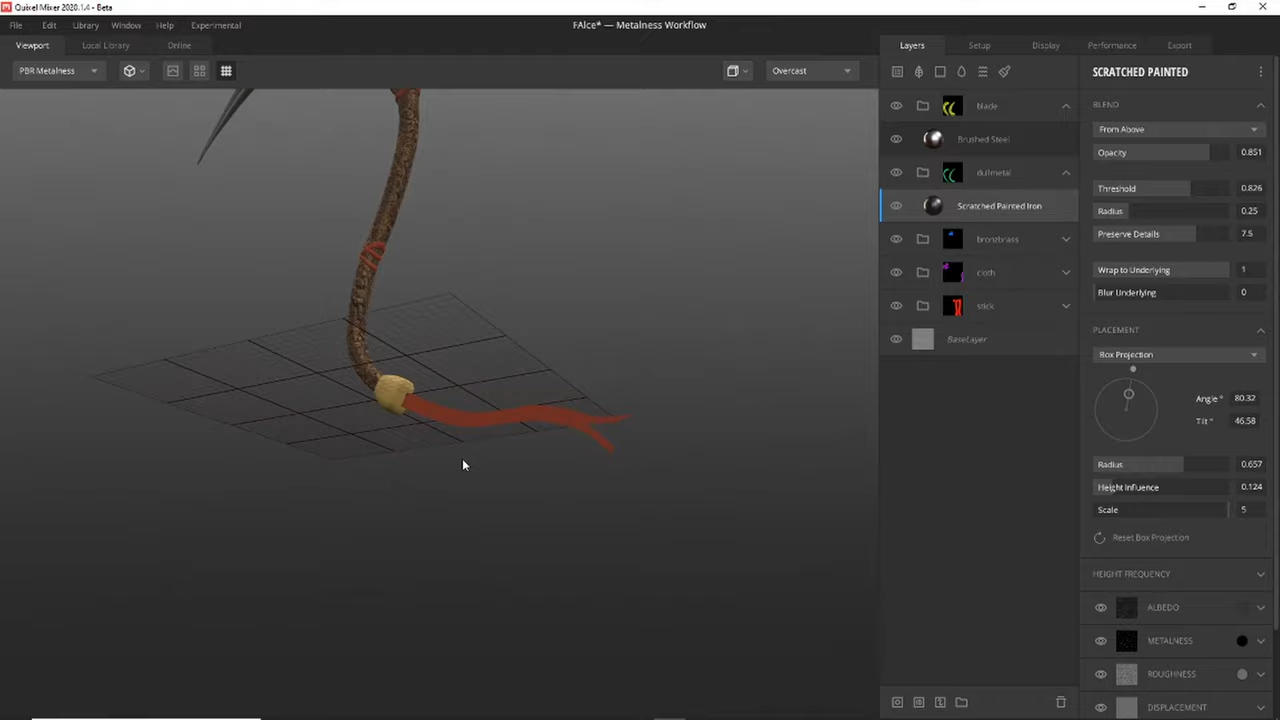 Quixel Mixer 2020.1.4 - Beta
File Edit Library Window Help Experimental
FAlce* — Metalness Workflow
Viewport Local Library Online
Layers Setup Display Performance Export
PBR Metalness
Overcast
SCRATCHED PAINTED
BLEND
blade
From Above
Brushed Steel
Opacity 0.851
dullmetal
Threshold 0.826
Scratched Painted Iron
Radius 0.25
Preserve Details 7.5
bronzbrass
Wrap to Underlying 1
cloth
Blur Underlying 0
stick
PLACEMENT
BaseLayer
Box Projection
Angle ° 80.32
Tilt ° 46.58
Radius 0.657
Height Influence 0.124
Scale 5
Reset Box Projection
HEIGHT FREQUENCY
ALBEDO
METALNESS
ROUGHNESS
DISPLACEMENT